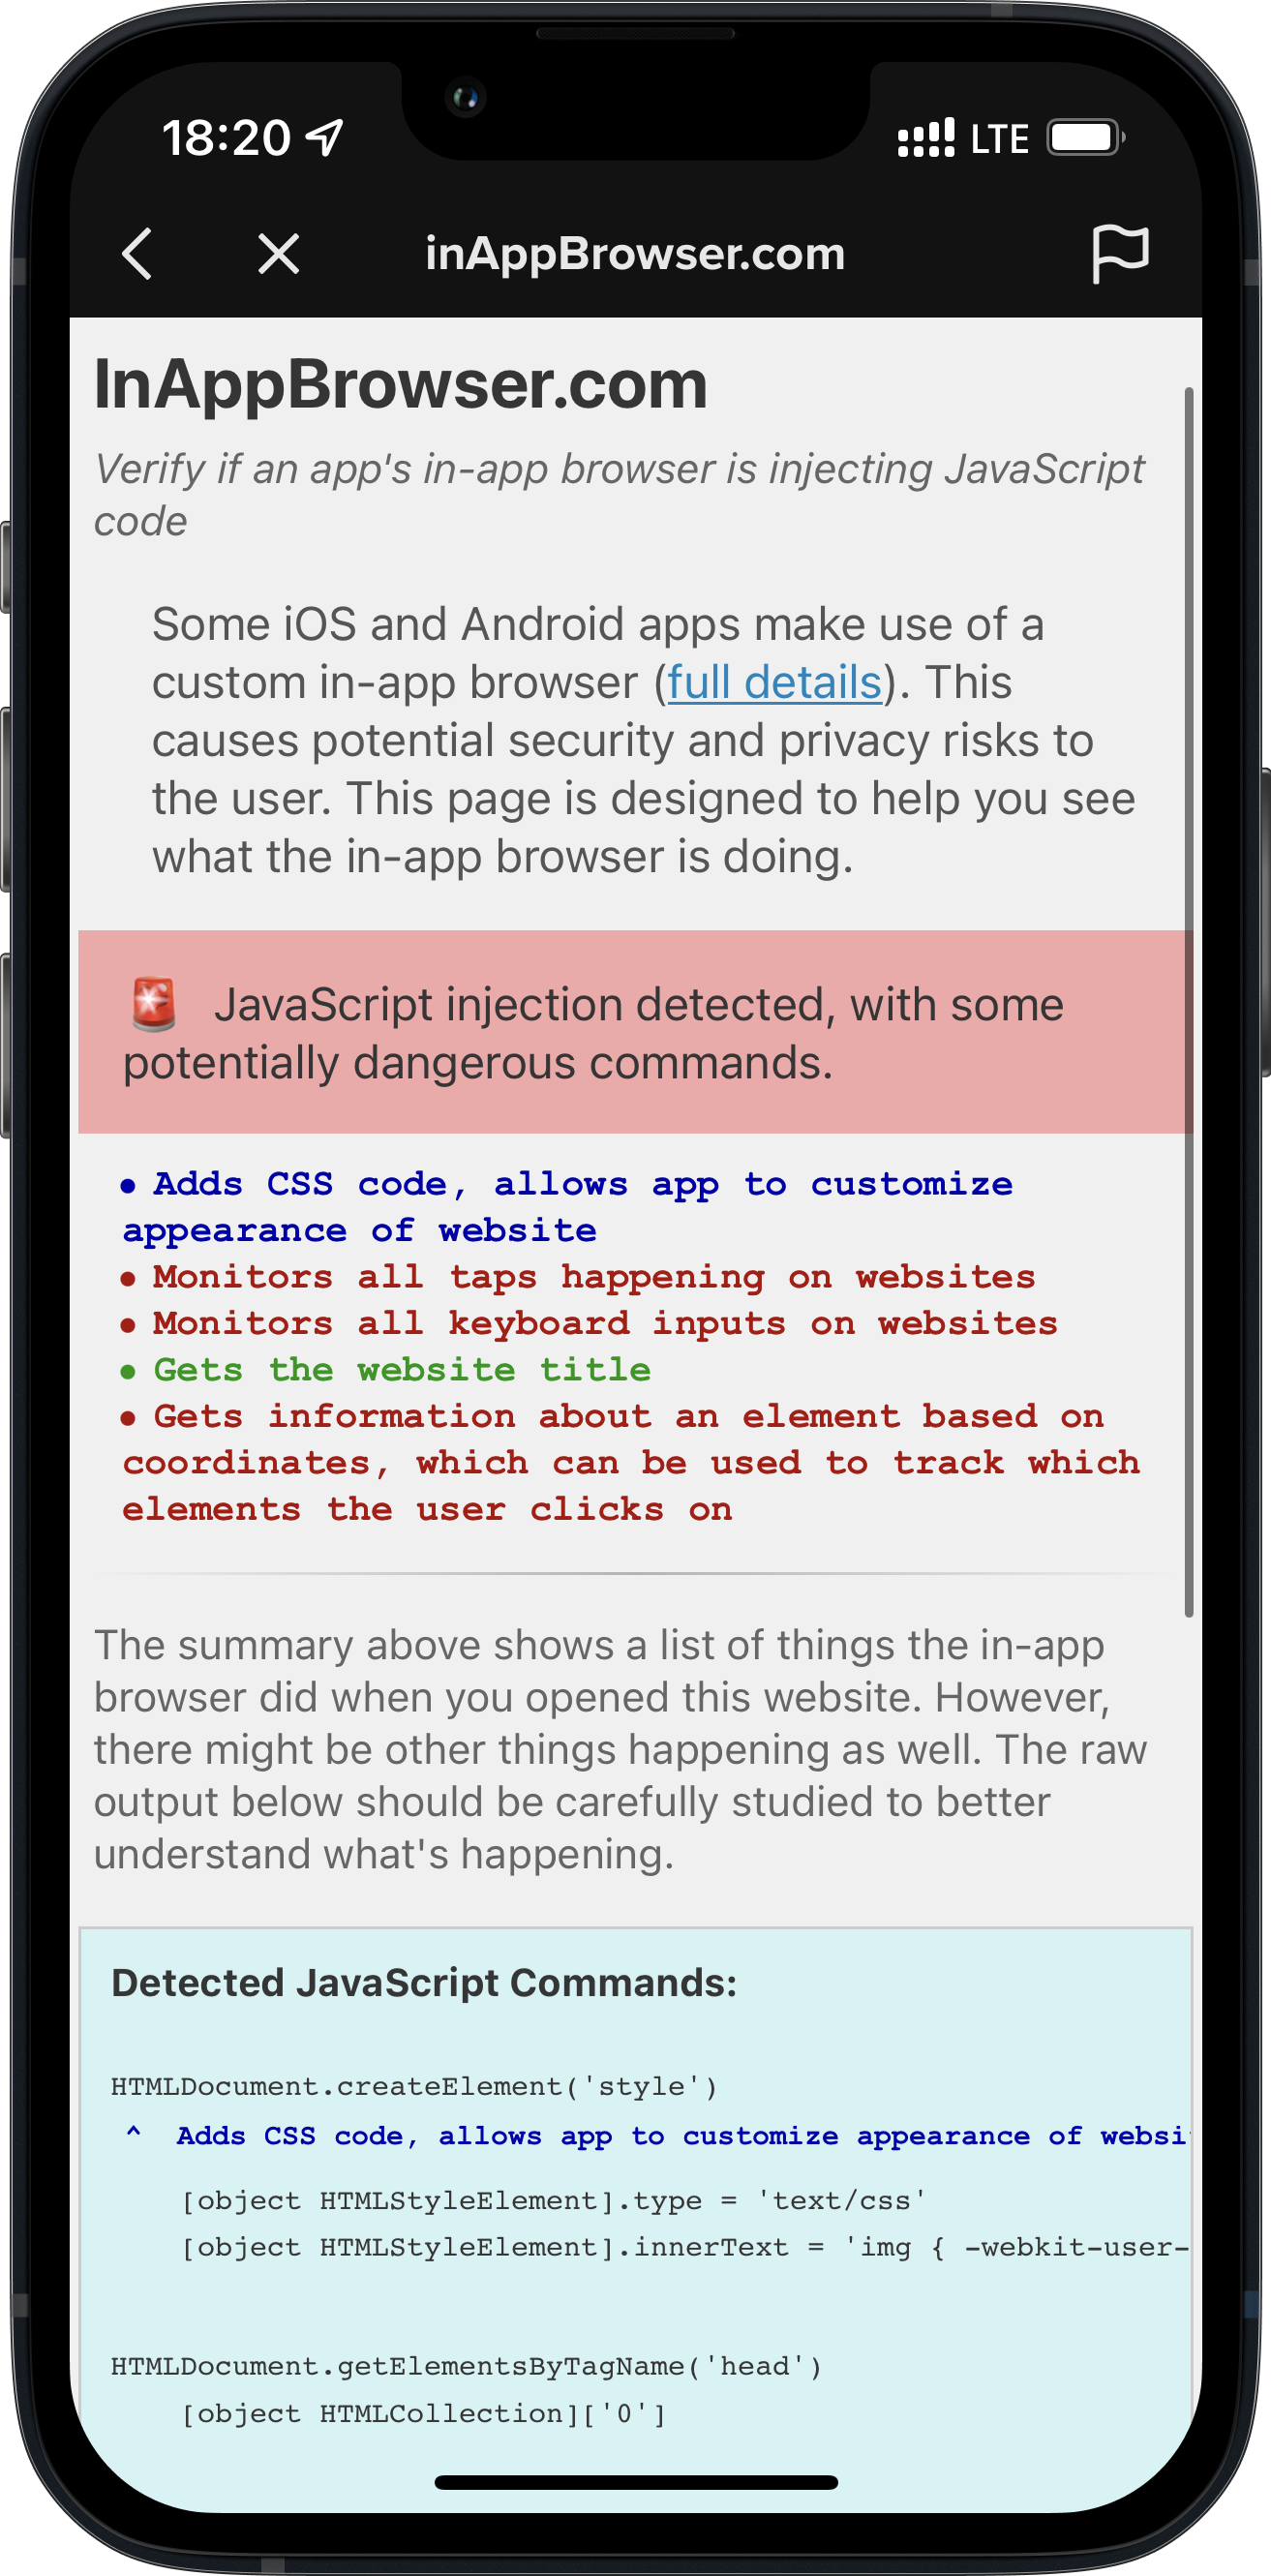 18:20
LTE
inAppBrowser.com
InAppBrowser.com
Verify if an app's in-app browser is injecting JavaScript
code
Some iOS and Android apps make use of a
custom in-app browser (full details). This
causes potential security and privacy risks to
the user. This page is designed to help you see
what the in-app browser is doing.
🚨 JavaScript injection detected, with some
potentially dangerous commands.
• Adds CSS code, allows app to customize
appearance of website
• Monitors all taps happening on websites
• Monitors all keyboard inputs on websites
• Gets the website title
• Gets information about an element based on
coordinates, which can be used to track which
elements the user clicks on
The summary above shows a list of things the in-app
browser did when you opened this website. However,
there might be other things happening as well. The raw
output below should be carefully studied to better
understand what's happening.
Detected JavaScript Commands:
HTMLDocument.createElement('style')
^ Adds CSS code, allows app to customize appearance of websi
[object HTMLStyleElement].type = 'text/css'
[object HTMLStyleElement].innerText = 'img { -webkit-user-
HTMLDocument.getElementsByTagName('head')
[object HTMLCollection]['0']